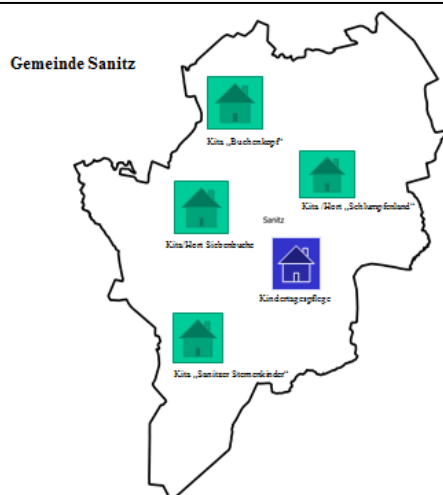 Gemeinde Sanitz
Kita „Buchenkopf“
Kita /Hort „Schlumpfenland“
Sanitz
Kita/Hort Siebenbuche
Kindertagespflege
Kita „Sanitzer Sternenkinder“